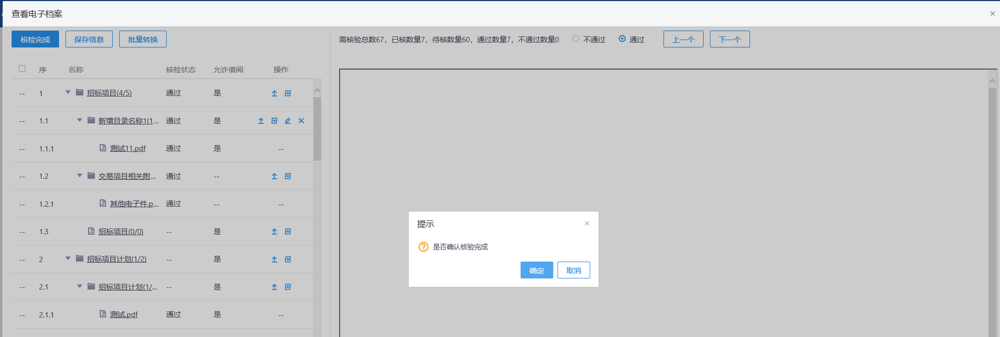 查看电子档案
核检完成 保存信息 批量转换
需核验总数67，已核数量7，待核数量60，通过数量7，不通过数量0 不通过 通过 上一个 下一个
序 名称 核检状态 允许借阅 操作
-- 1 招标项目(4/5) 通过 是
-- 1.1 新增目录名称1(1... 通过 是
-- 1.1.1 测试11.pdf 通过 是 --
-- 1.2 交易项目相关附... 通过 --
-- 1.2.1 其他电子件.p... 通过 -- --
-- 1.3 招标项目(0/0) -- 是
-- 2 招标项目计划(1/2) -- 是
-- 2.1 招标项目计划(1/... -- 是
-- 2.1.1 测试.pdf 通过 是 --
提示
是否确认核验完成
确定 取消